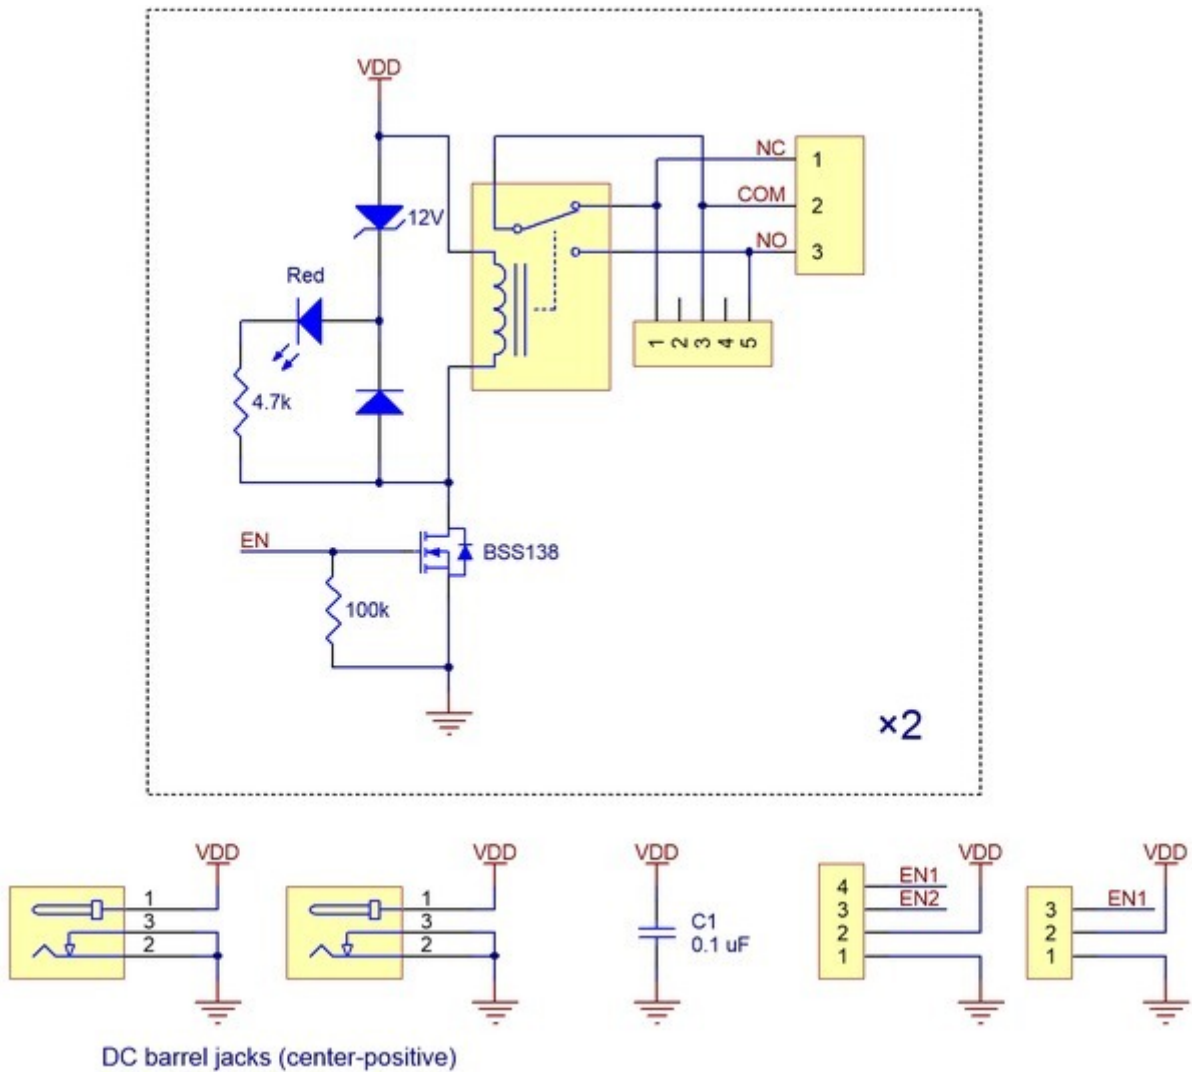 VDD
12V
NC 1
COM 2
NO 3
Red
1 2 3 4 5
4.7k
EN
BSS138
100k
×2
VDD
1
3
2
VDD
1
3
2
VDD
C1
0.1 uF
VDD
4 EN1
3 EN2
2
1
VDD
3 EN1
2
1
DC barrel jacks (center-positive)